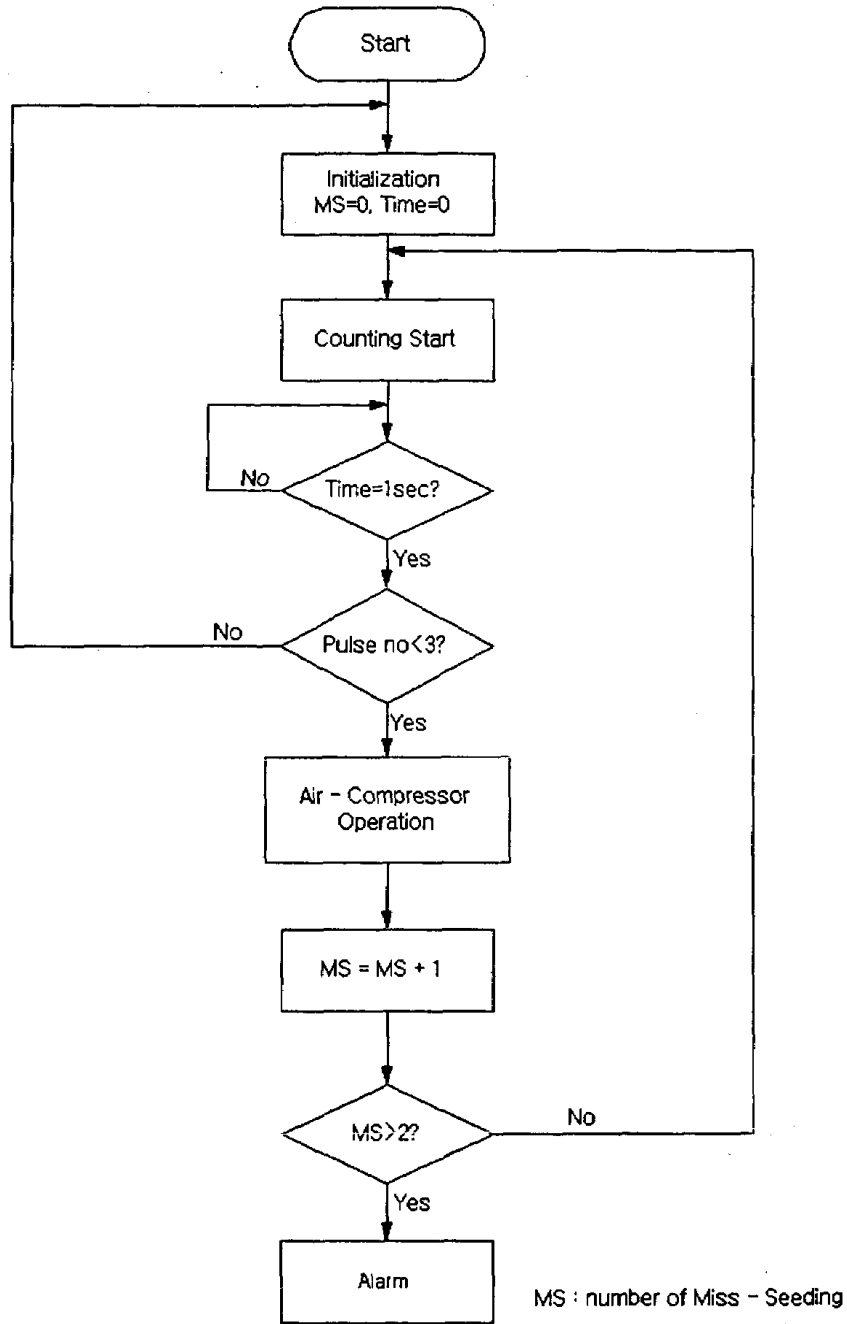 Start
Initialization
MS=0, Time=0
Counting Start
Time=1sec?
No
Yes
Pulse no<3?
No
Yes
Air - Compressor
Operation
MS = MS + 1
MS>2?
No
Yes
Alarm
MS : number of Miss - Seeding